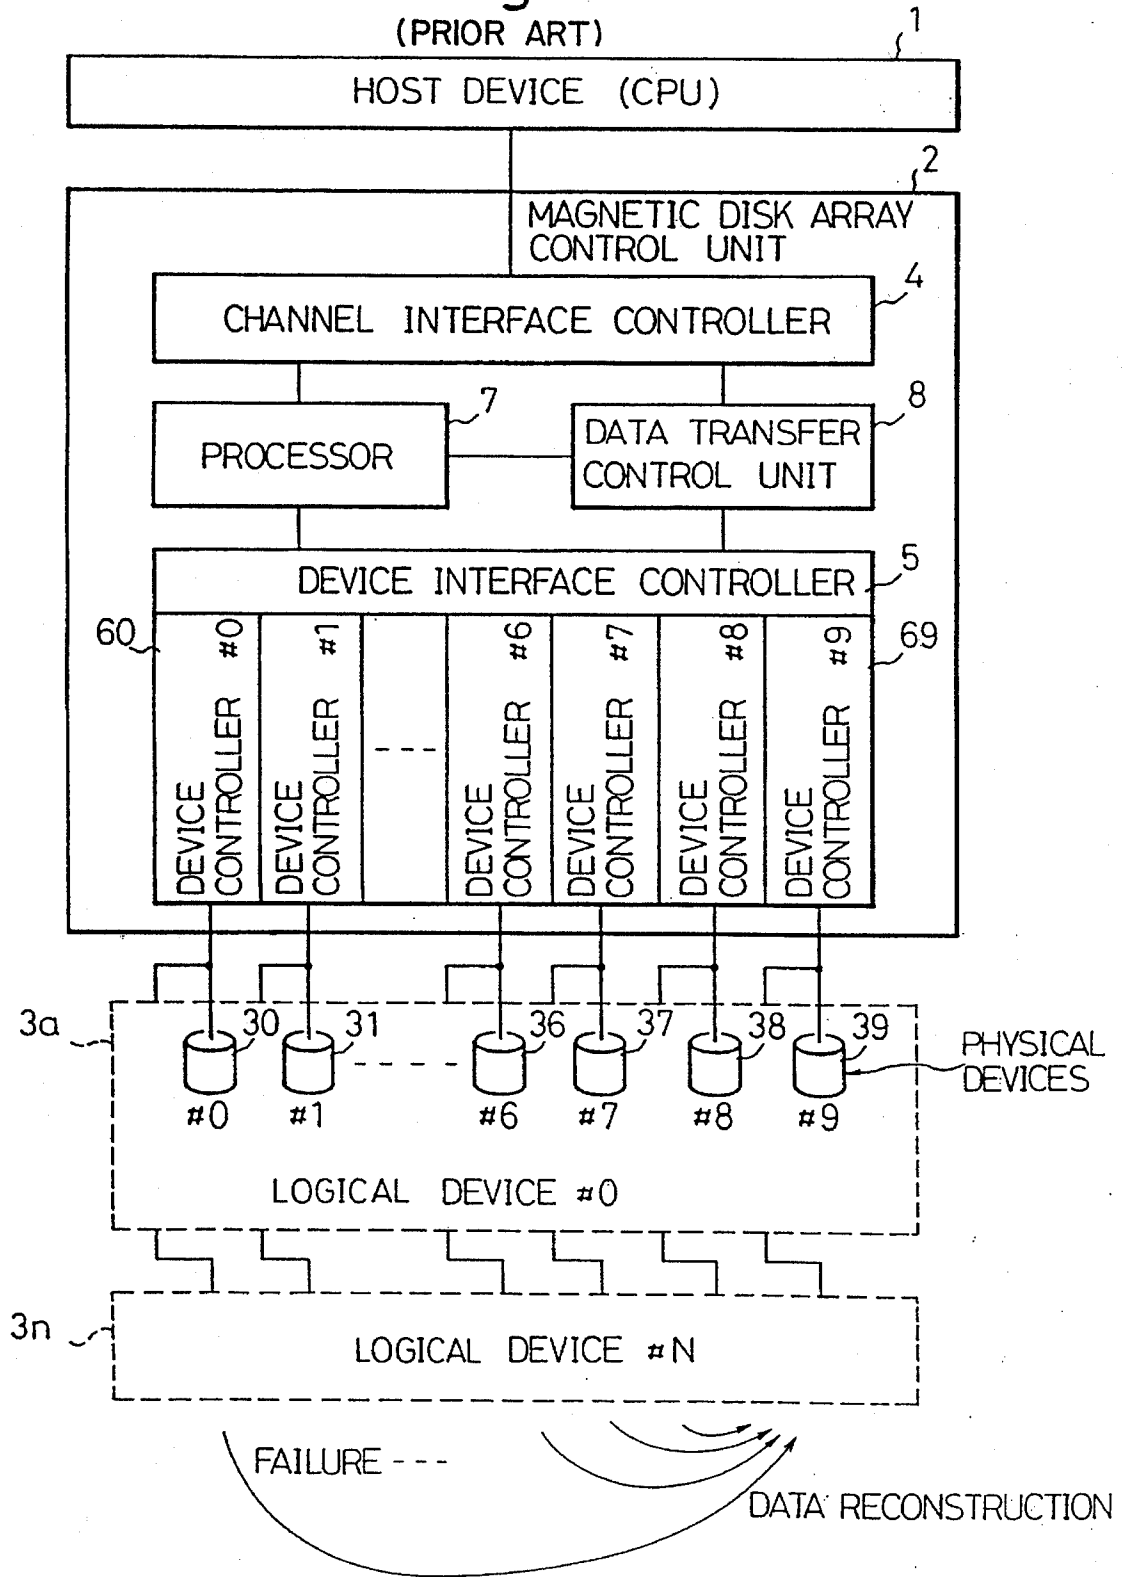 (PRIOR ART)
1
HOST DEVICE (CPU)
2
MAGNETIC DISK ARRAY
CONTROL UNIT
4
CHANNEL INTERFACE CONTROLLER
7
8
PROCESSOR
DATA TRANSFER
CONTROL UNIT
5
DEVICE INTERFACE CONTROLLER
60
69
DEVICE
CONTROLLER #0
DEVICE
CONTROLLER #1
----
DEVICE
CONTROLLER #6
DEVICE
CONTROLLER #7
DEVICE
CONTROLLER #8
DEVICE
CONTROLLER #9
3a
30
31
36
37
38
39
PHYSICAL
DEVICES
-----
#0
#1
#6
#7
#8
#9
LOGICAL DEVICE #0
3n
LOGICAL DEVICE #N
FAILURE ---
DATA RECONSTRUCTION